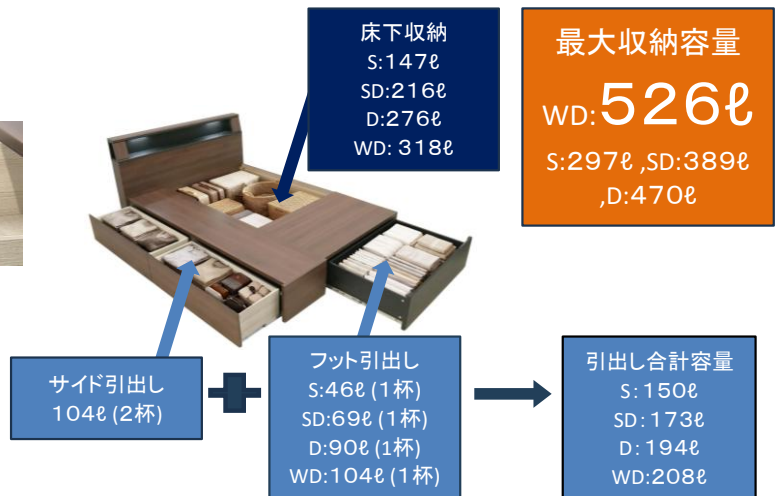 床下収納
S:147ℓ
SD:216ℓ
D:276ℓ
WD: 318ℓ
最大収納容量
WD:526ℓ
S:297ℓ ,SD:389ℓ
,D:470ℓ
サイド引出し
104ℓ (2杯)
フット引出し
S:46ℓ (1杯)
SD:69ℓ (1杯)
D:90ℓ (1杯)
WD:104ℓ (1杯)
引出し合計容量
S:150ℓ
SD:173ℓ
D:194ℓ
WD:208ℓ